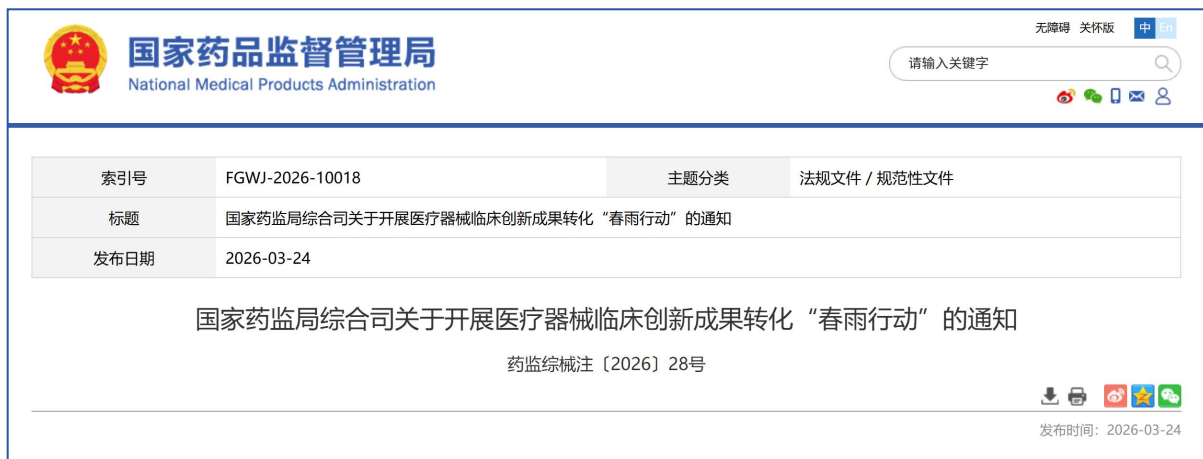 无障碍 关怀版 中 En
国家药品监督管理局
National Medical Products Administration
请输入关键字
索引号 FGWJ-2026-10018 主题分类 法规文件 / 规范性文件
标题 国家药监局综合司关于开展医疗器械临床创新成果转化“春雨行动”的通知
发布日期 2026-03-24
国家药监局综合司关于开展医疗器械临床创新成果转化“春雨行动”的通知
药监综械注〔2026〕28号
发布时间：2026-03-24